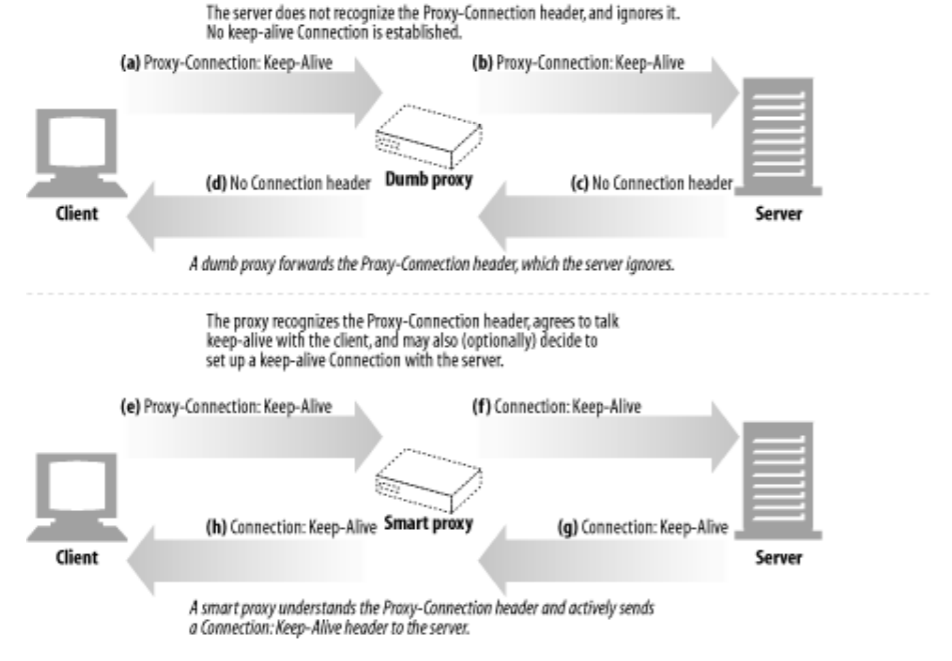 The server does not recognize the Proxy-Connection header, and ignores it.
No keep-alive Connection is established.
(a) Proxy-Connection: Keep-Alive
(b) Proxy-Connection: Keep-Alive
(d) No Connection header
Dumb proxy
(c) No Connection header
Client
Server
A dumb proxy forwards the Proxy-Connection header, which the server ignores.
The proxy recognizes the Proxy-Connection header, agrees to talk
keep-alive with the client, and may also (optionally) decide to
set up a keep-alive Connection with the server.
(e) Proxy-Connection: Keep-Alive
(f) Connection: Keep-Alive
(h) Connection: Keep-Alive
Smart proxy
(g) Connection: Keep-Alive
Client
Server
A smart proxy understands the Proxy-Connection header and actively sends
a Connection: Keep-Alive header to the server.